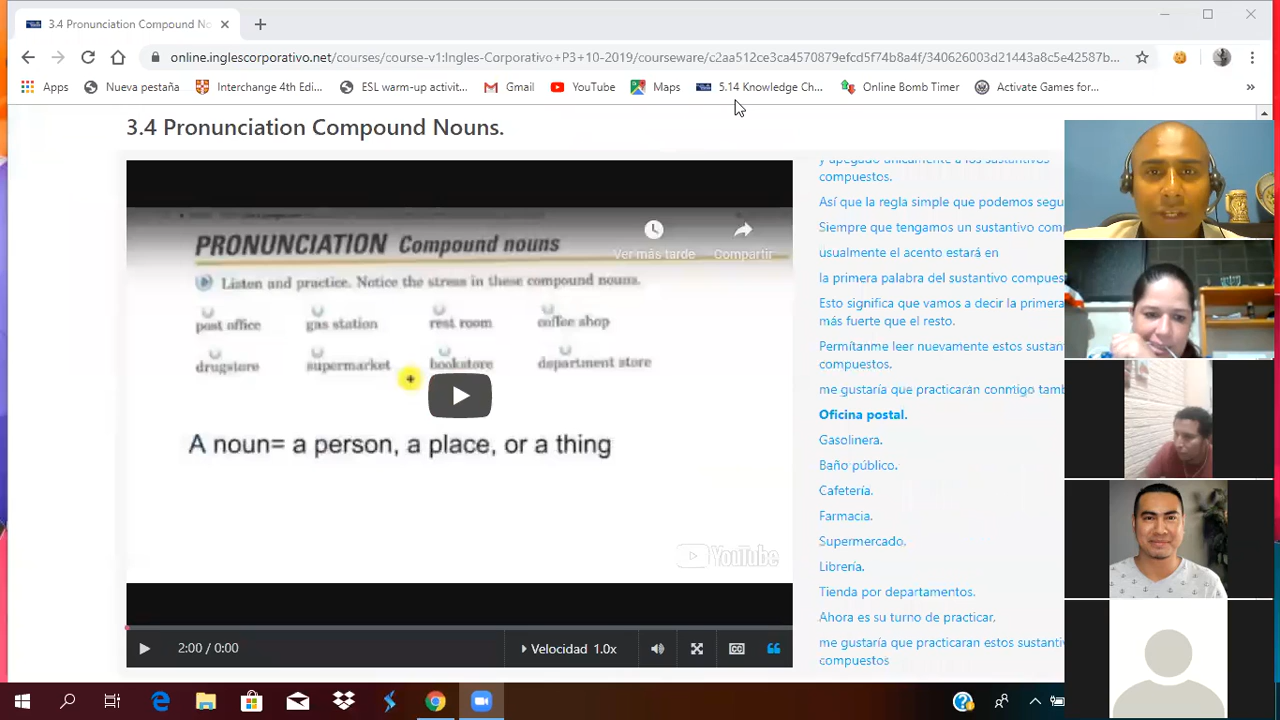 3.4 Pronunciation Compound No
online.inglescorporativo.net/courses/course-v1:Ingles-Corporativo+P3+10-2019/courseware/c2aa512ce3ca4570879efcd5f74b8a4f/340626003d21443a8c5e42587b...
Apps Nueva pestaña Interchange 4th Edi... ESL warm-up activit... Gmail YouTube Maps 5.14 Knowledge Ch... Online Bomb Timer Activate Games for... »
3.4 Pronunciation Compound Nouns.
PRONUNCIATION Compound nouns
Ver más tarde Compartir
Listen and practice. Notice the stress in these compound nouns.
post office gas station rest room coffee shop
drugstore supermarket bookstore department store
A noun= a person, a place, or a thing
YouTube
2:00 / 0:00 Velocidad 1.0x
y apegado únicamente a los sustantivos
compuestos.
Así que la regla simple que podemos segu
Siempre que tengamos un sustantivo com
usualmente el acento estará en
la primera palabra del sustantivo compues
Esto significa que vamos a decir la primera
más fuerte que el resto.
Permítanme leer nuevamente estos sustan
compuestos.
me gustaría que practicaran conmigo tamb
Oficina postal.
Gasolinera.
Baño público.
Cafetería.
Farmacia.
Supermercado.
Librería.
Tienda por departamentos.
Ahora es su turno de practicar,
me gustaría que practicaran estos sustanti
compuestos